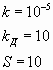 k = 10⁻⁵
k_Д = 10
S = 10